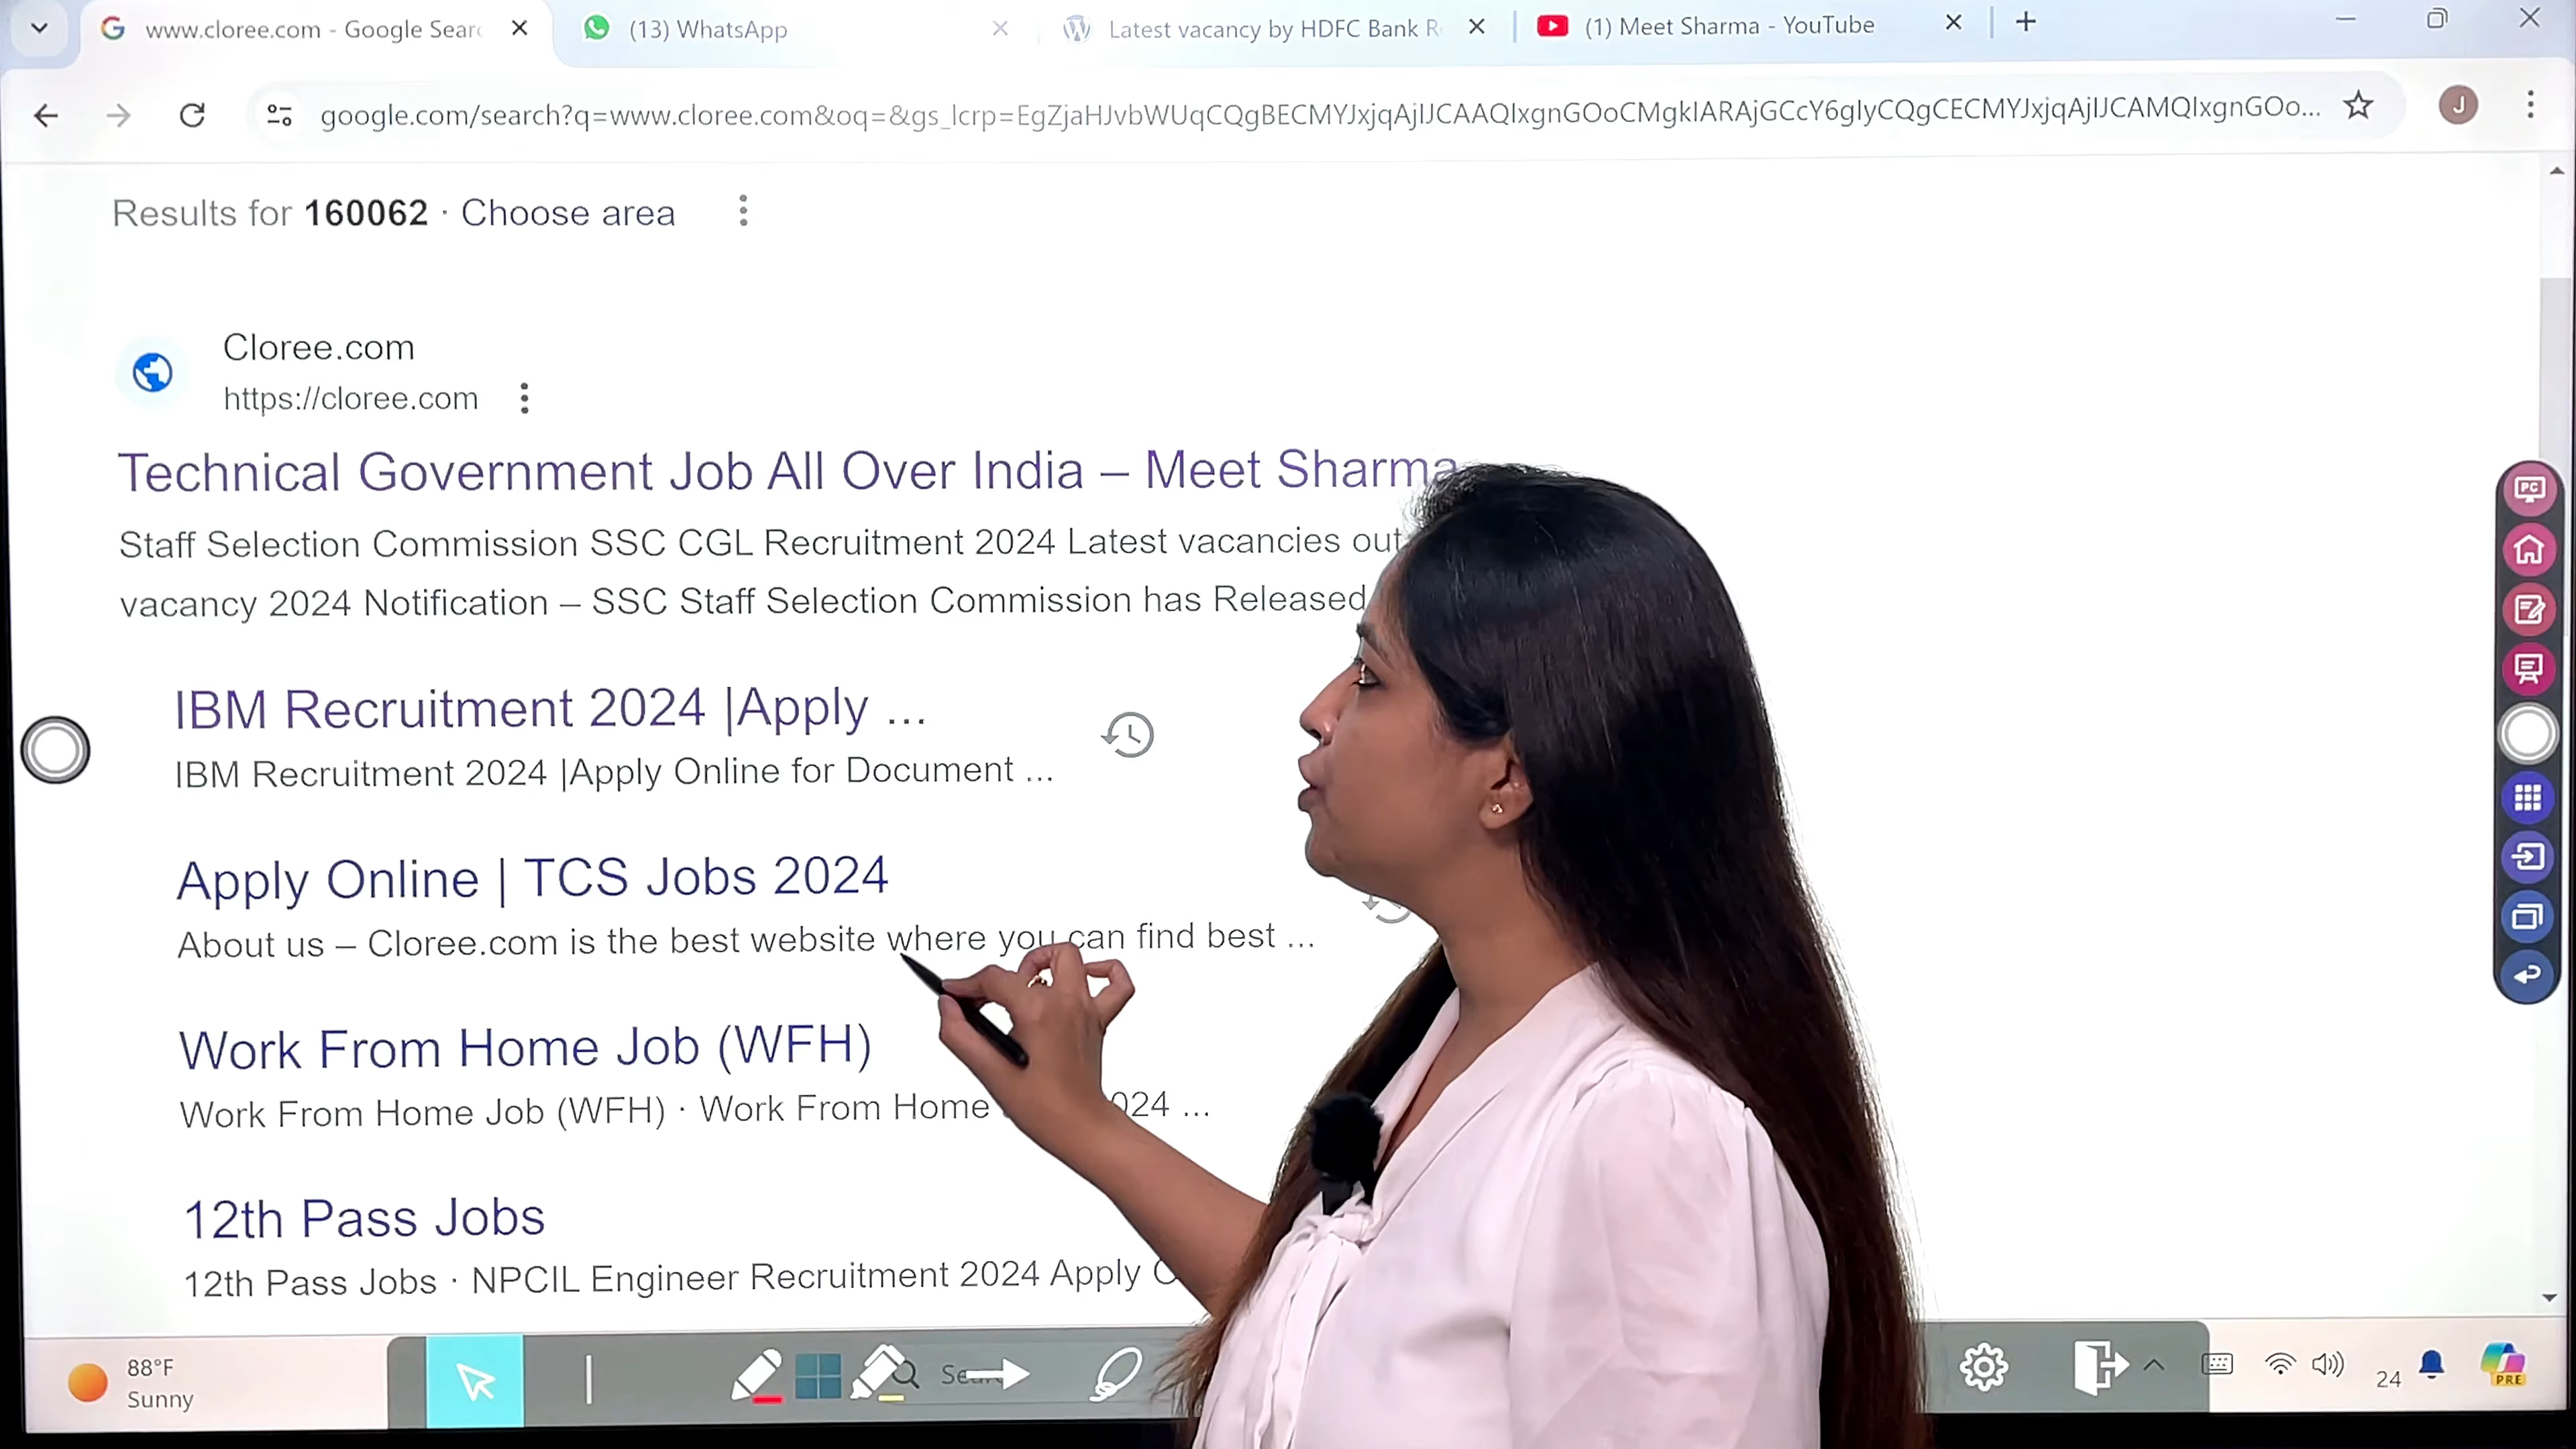 www.cloree.com - Google Sear
(13) WhatsApp
Latest vacancy by HDFC Bank R
(1) Meet Sharma - YouTube
google.com/search?q=www.cloree.com&oq=&gs_lcrp=EgZjaHJvbWUqCQgBECMYJxjqAjIJCAAQIxgnGOoCMgkIARAjGCcY6gIyCQgCECMYJxjqAjIJCAMQIxgnGOo...
J
Results for 160062 · Choose area
Cloree.com
https://cloree.com
Technical Government Job All Over India – Meet Sharma
Staff Selection Commission SSC CGL Recruitment 2024 Latest vacancies out
vacancy 2024 Notification – SSC Staff Selection Commission has Released
IBM Recruitment 2024 |Apply ...
IBM Recruitment 2024 |Apply Online for Document ...
Apply Online | TCS Jobs 2024
About us – Cloree.com is the best website where you can find best ...
Work From Home Job (WFH)
Work From Home Job (WFH) · Work From Home 024 ...
12th Pass Jobs
12th Pass Jobs · NPCIL Engineer Recruitment 2024 Apply
PC
88°F
Sunny
24
PRE